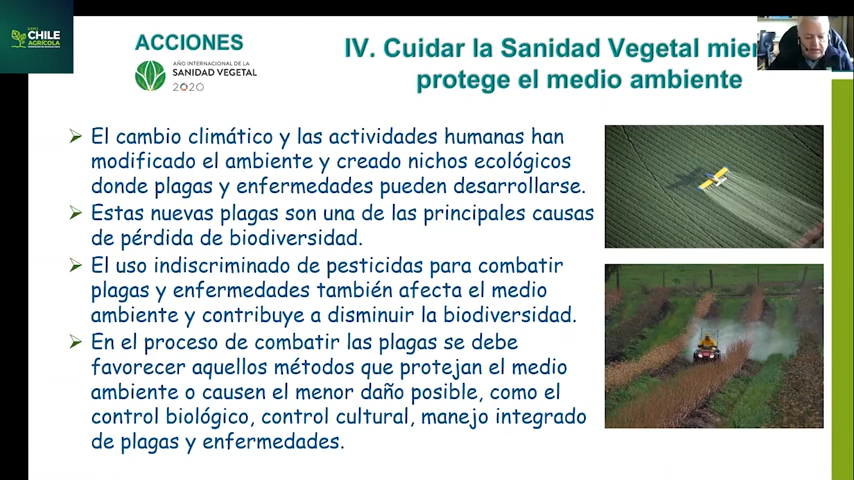 CHILE
AGRÍCOLA
ACCIONES
AÑO INTERNACIONAL DE LA
SANIDAD VEGETAL
2020
IV. Cuidar la Sanidad Vegetal
protege el medio ambiente
El cambio climático y las actividades humanas han
modificado el ambiente y creado nichos ecológicos
donde plagas y enfermedades pueden desarrollarse.
Estas nuevas plagas son una de las principales causas
de pérdida de biodiversidad.
El uso indiscriminado de pesticidas para combatir
plagas y enfermedades también afecta el medio
ambiente y contribuye a disminuir la biodiversidad.
En el proceso de combatir las plagas se debe
favorecer aquellos métodos que protejan el medio
ambiente o causen el menor daño posible, como el
control biológico, control cultural, manejo integrado
de plagas y enfermedades.